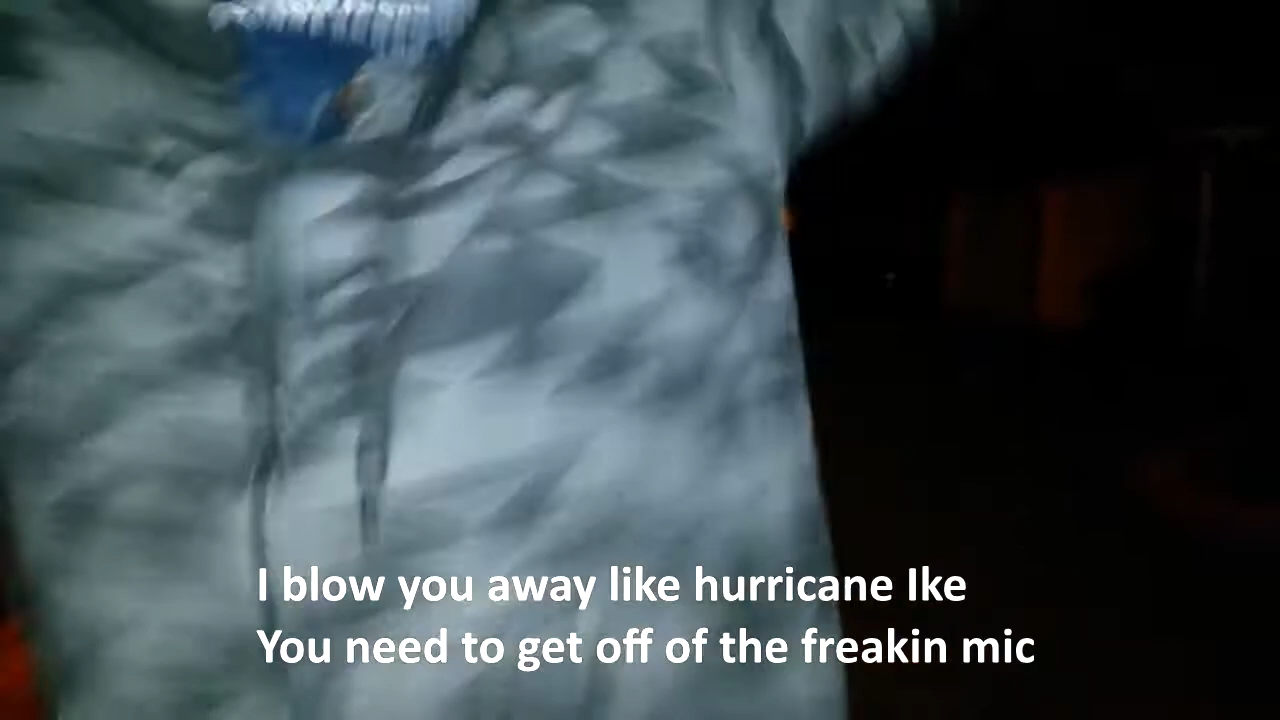 I blow you away like hurricane Ike
You need to get off of the freakin mic